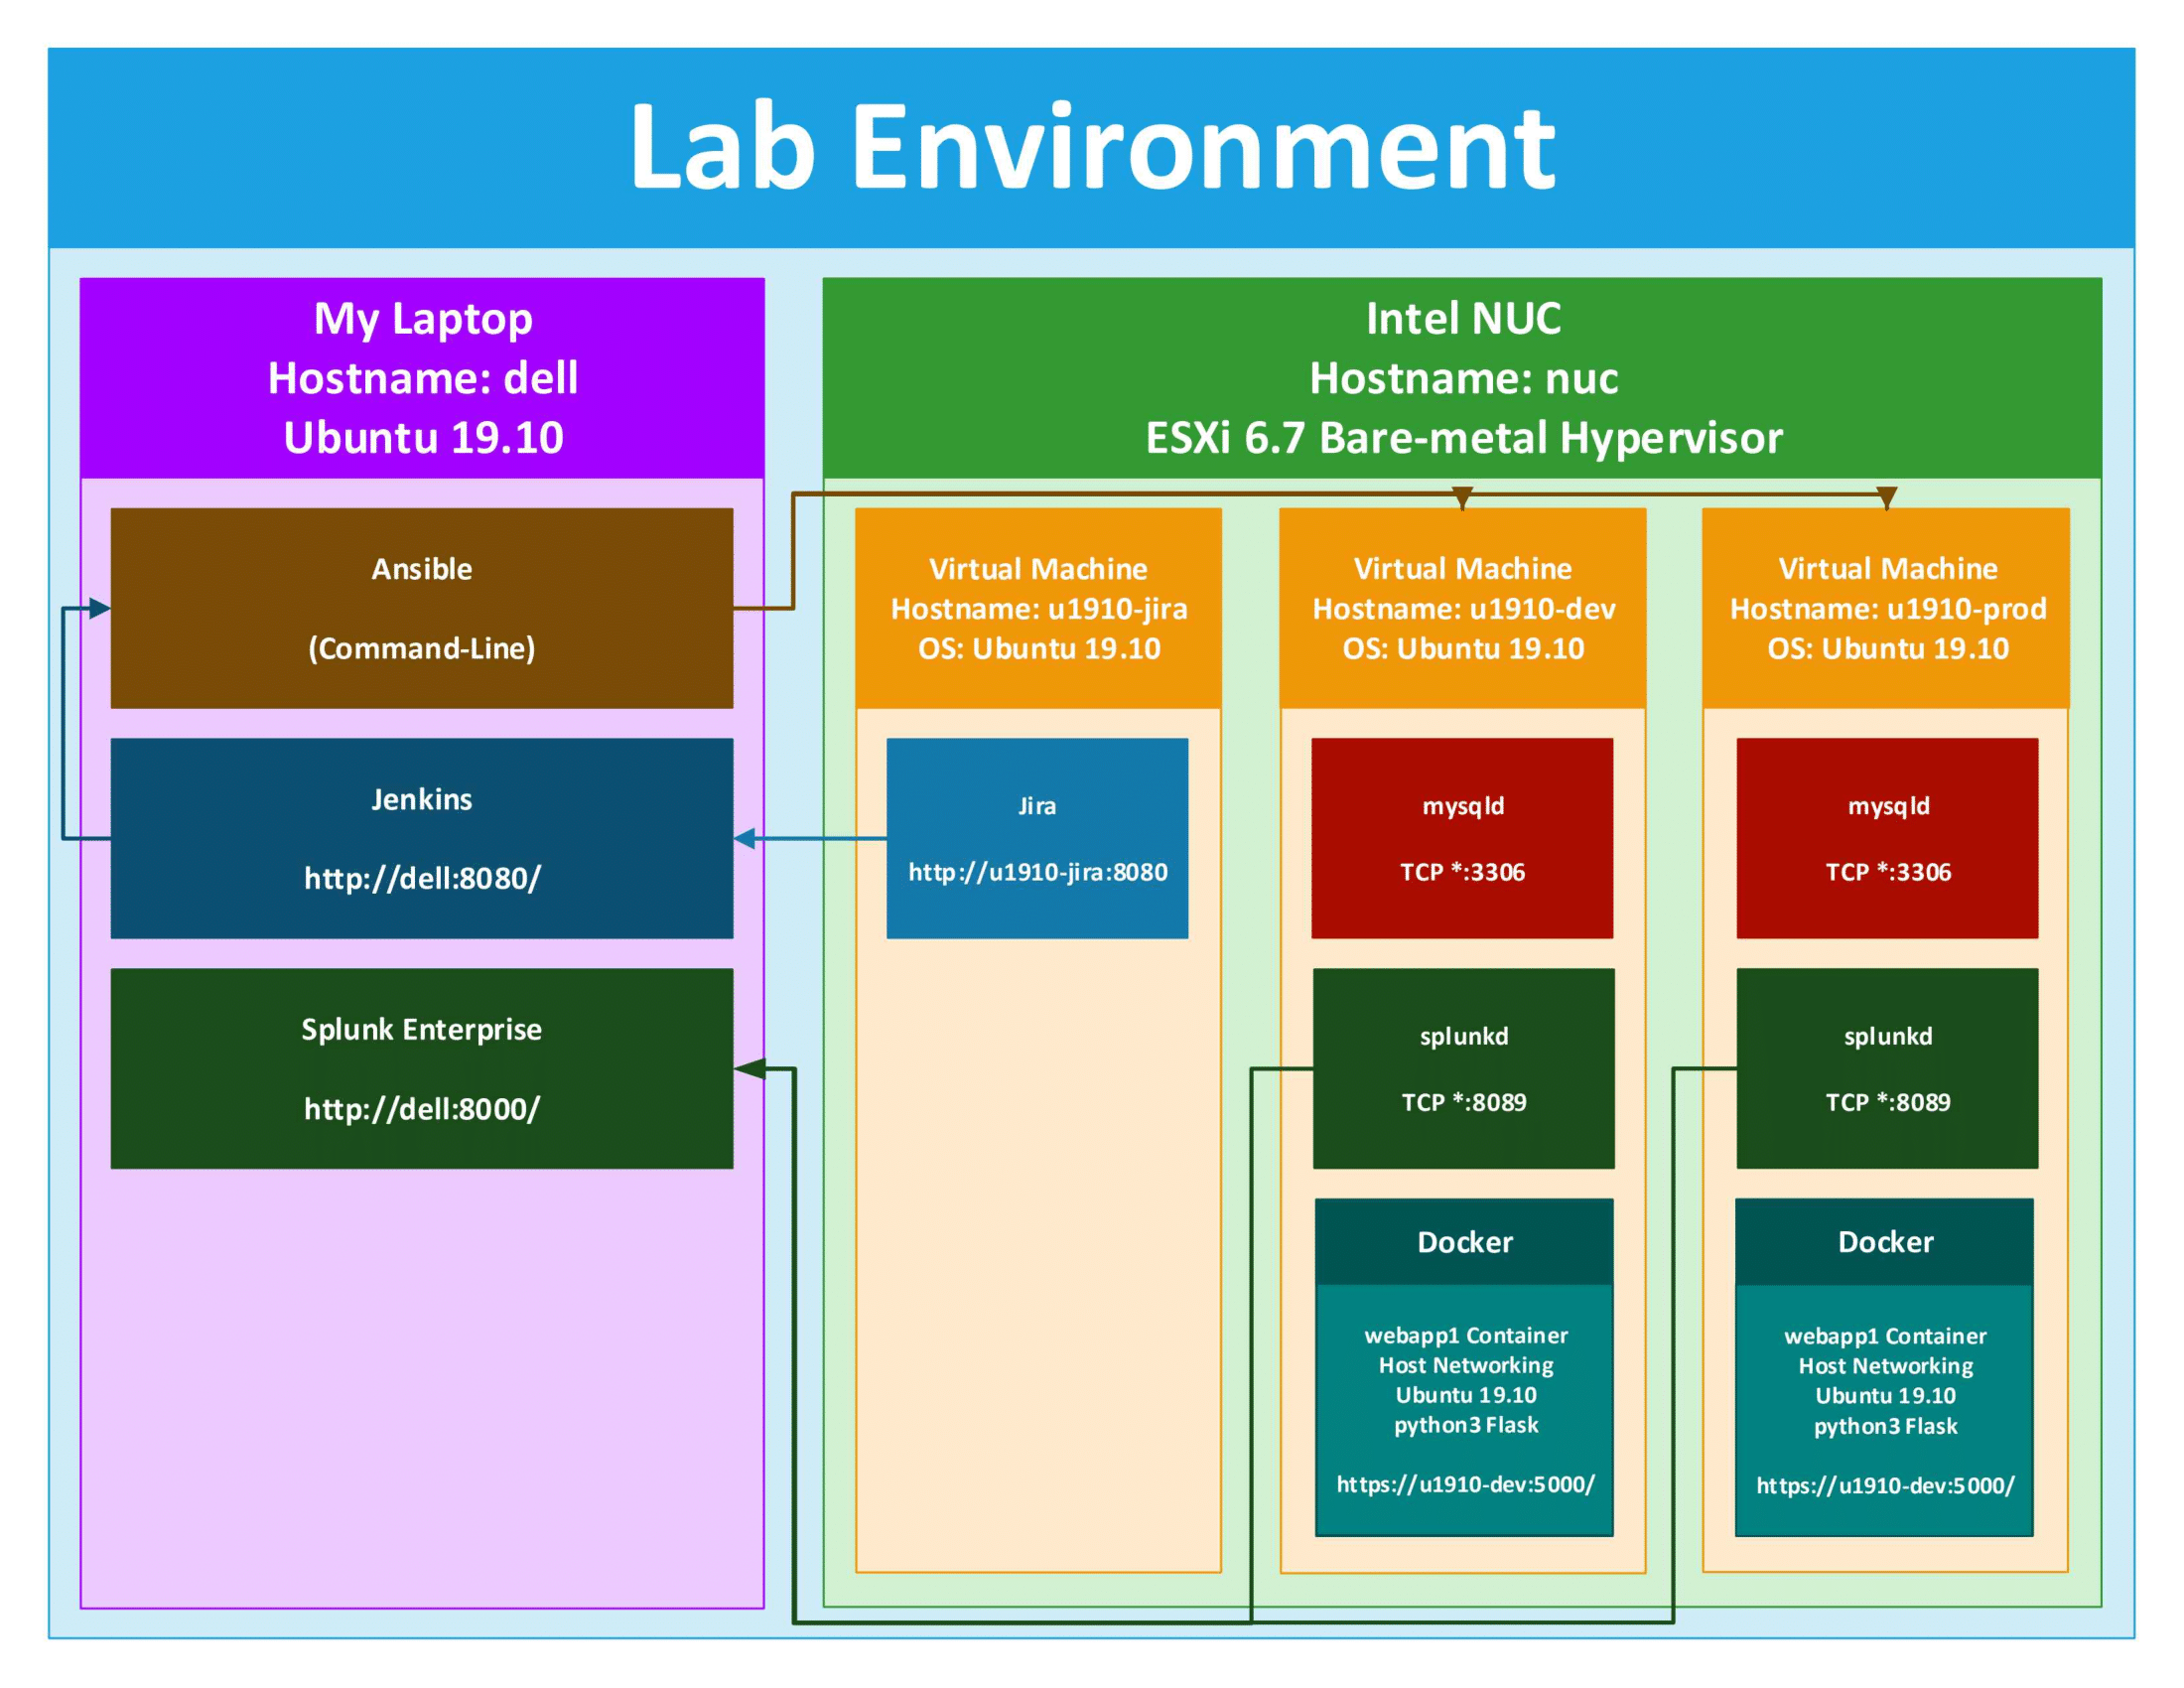 Lab Environment
My Laptop
Hostname: dell
Ubuntu 19.10
Ansible
(Command-Line)
Jenkins
http://dell:8080/
Splunk Enterprise
http://dell:8000/
Intel NUC
Hostname: nuc
ESXi 6.7 Bare-metal Hypervisor
Virtual Machine
Hostname: u1910-jira
OS: Ubuntu 19.10
Jira
http://u1910-jira:8080
Virtual Machine
Hostname: u1910-dev
OS: Ubuntu 19.10
mysqld
TCP *:3306
splunkd
TCP *:8089
Docker
webapp1 Container
Host Networking
Ubuntu 19.10
python3 Flask
https://u1910-dev:5000/
Virtual Machine
Hostname: u1910-prod
OS: Ubuntu 19.10
mysqld
TCP *:3306
splunkd
TCP *:8089
Docker
webapp1 Container
Host Networking
Ubuntu 19.10
python3 Flask
https://u1910-dev:5000/